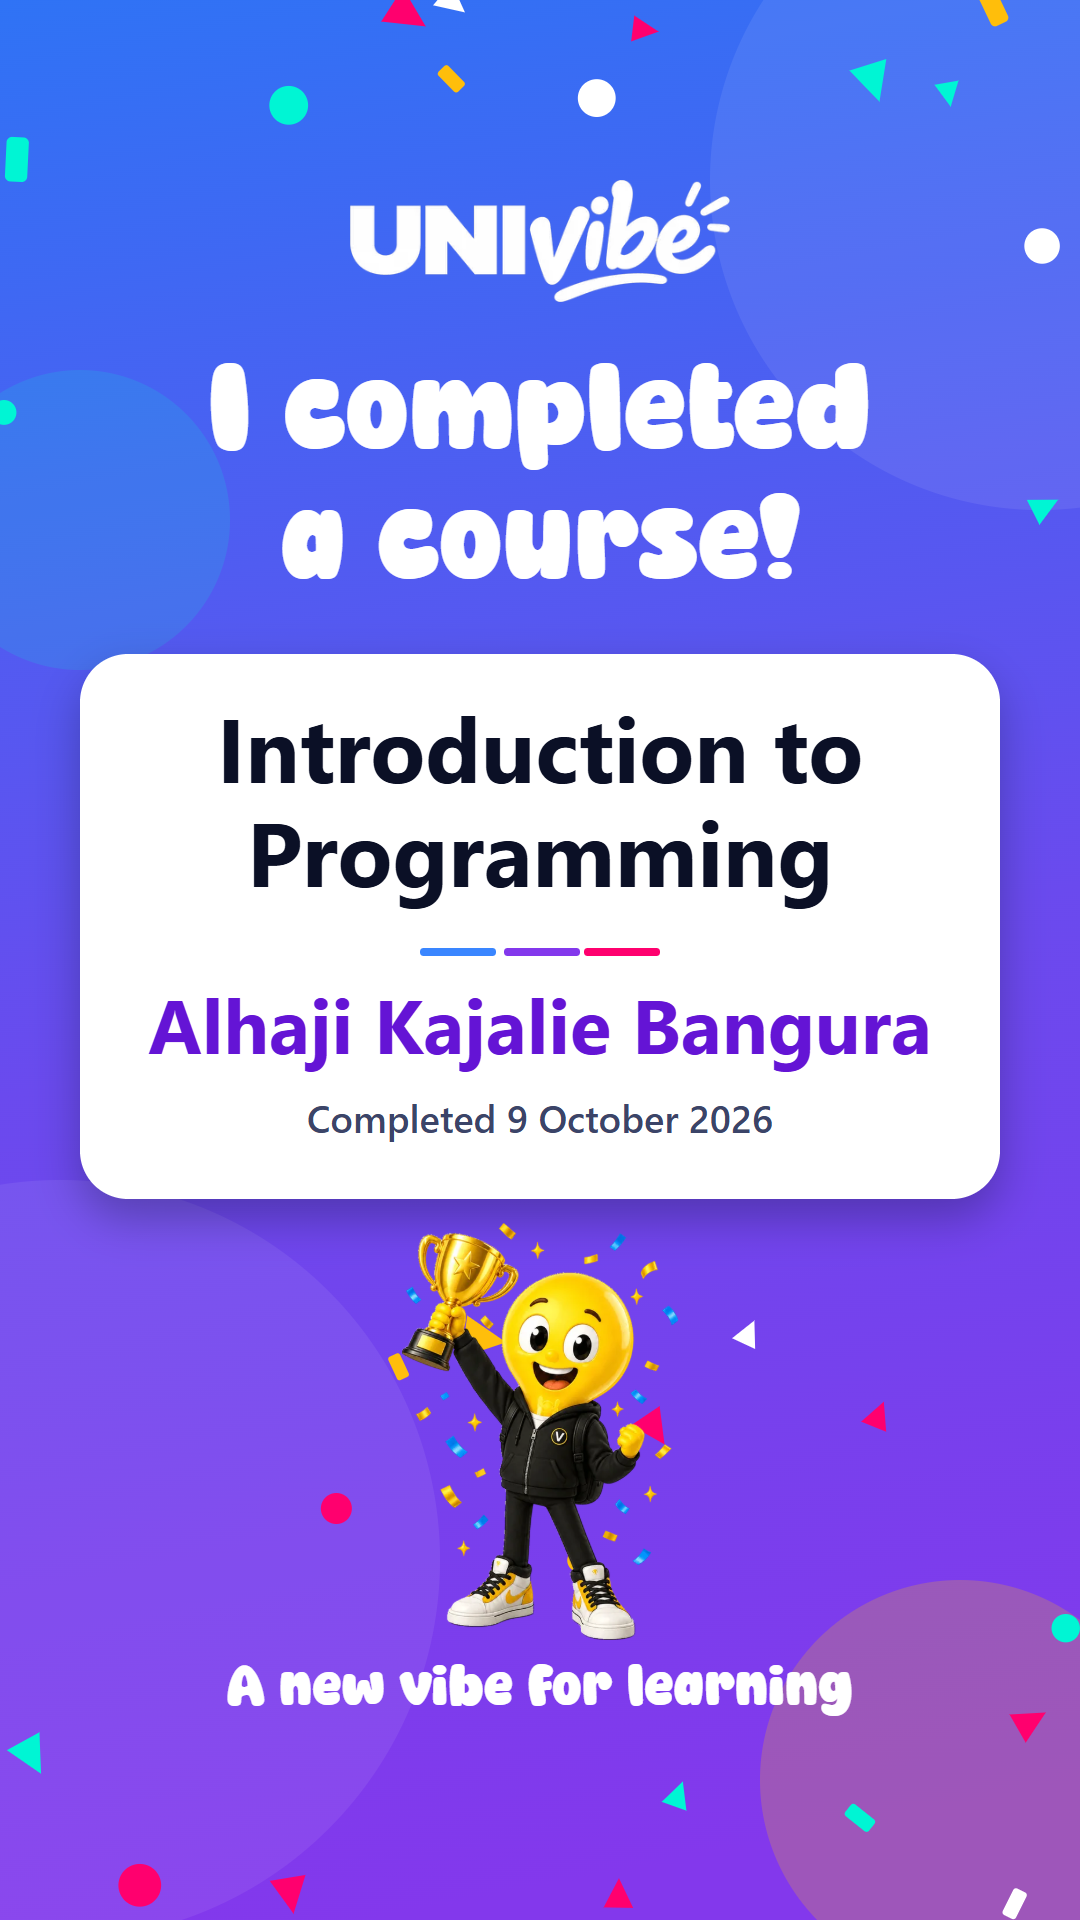 UNIvibe
I completed
a course!
Introduction to
Programming
Alhaji Kajalie Bangura
Completed 9 October 2026
V
A new vibe for learning